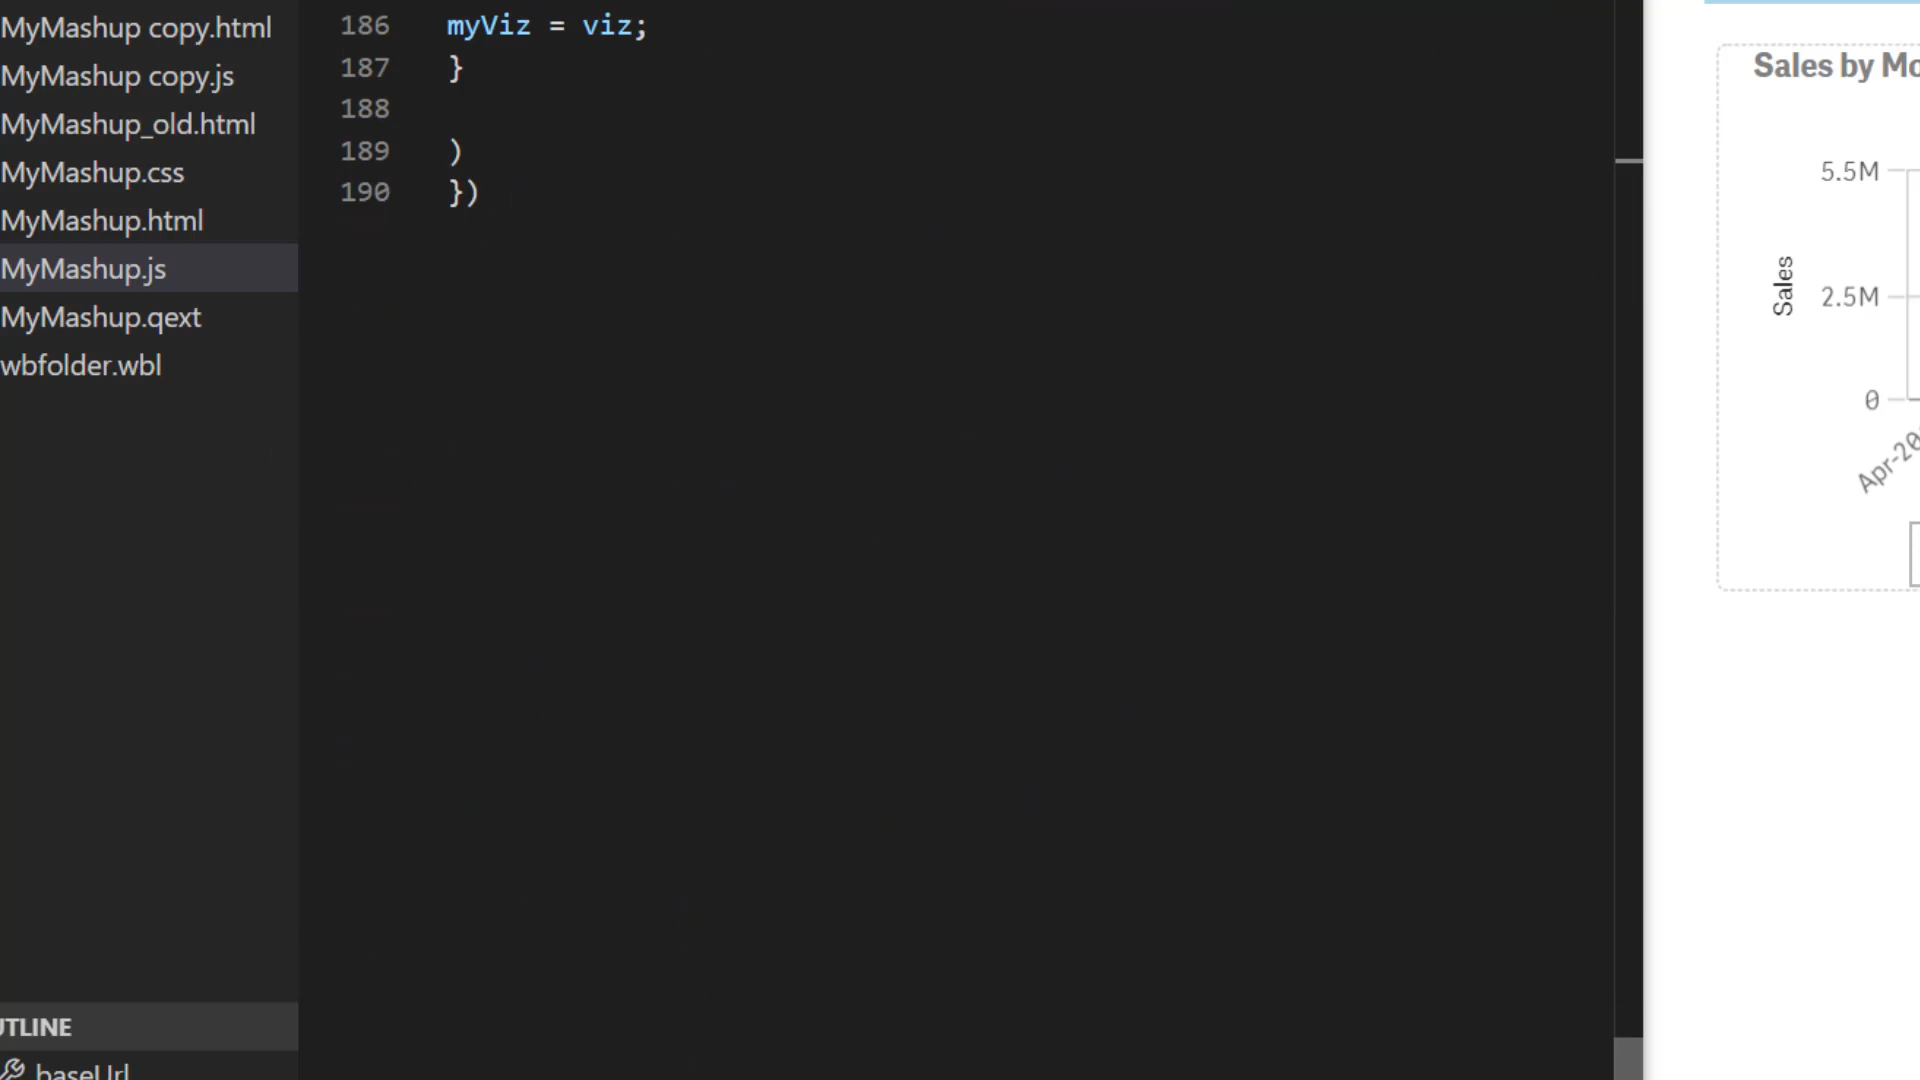 MyMashup copy.html
MyMashup copy.js
MyMashup_old.html
MyMashup.css
MyMashup.html
MyMashup.js
MyMashup.qext
wbfolder.wbl
UTLINE
baseUrl
186 myViz = viz;
187 }
188
189 )
190 })
Sales by Mo
5.5M
2.5M
0
Sales
Apr-20